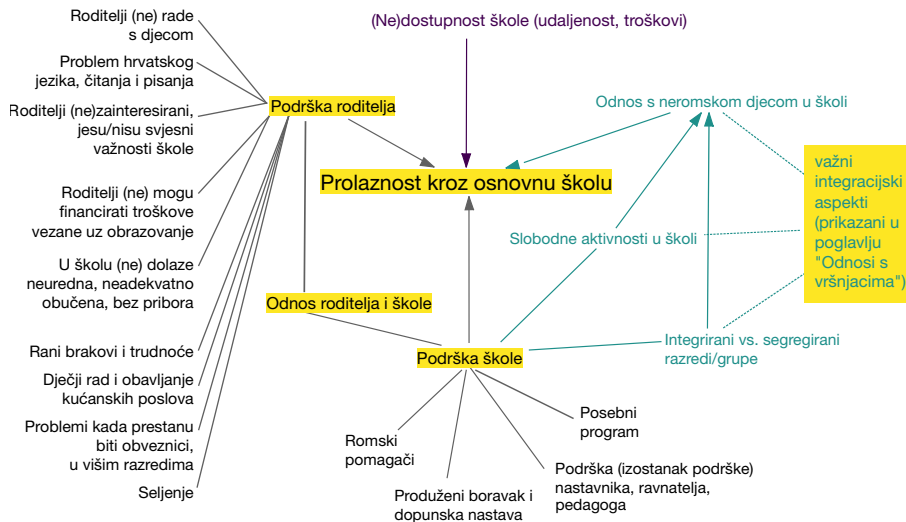 Roditelji (ne) rade
s djecom
Problem hrvatskog
jezika, čitanja i pisanja
Roditelji (ne)zainteresirani,
jesu/nisu svjesni
važnosti škole
Roditelji (ne) mogu
financirati troškove
vezane uz obrazovanje
U školu (ne) dolaze
neuredna, neadekvatno
obučena, bez pribora
Rani brakovi i trudnoće
Dječji rad i obavljanje
kućanskih poslova
Problemi kada prestanu
biti obveznici,
u višim razredima
Seljenje
(Ne)dostupnost škole (udaljenost, troškovi)
Podrška roditelja
Prolaznost kroz osnovnu školu
Odnos roditelja i škole
Podrška škole
Romski
pomagači
Produženi boravak i
dopunska nastava
Podrška (izostanak podrške)
nastavnika, ravnatelja,
pedagoga
Posebni
program
Odnos s neromskom djecom u školi
Slobodne aktivnosti u školi
Integrirani vs. segregirani
razredi/grupe
važni
integracijski
aspekti
(prikazani u
poglavlju
"Odnosi s
vršnjacima")